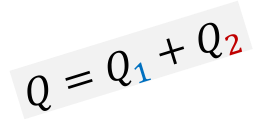 Q = Q₁ + Q₂